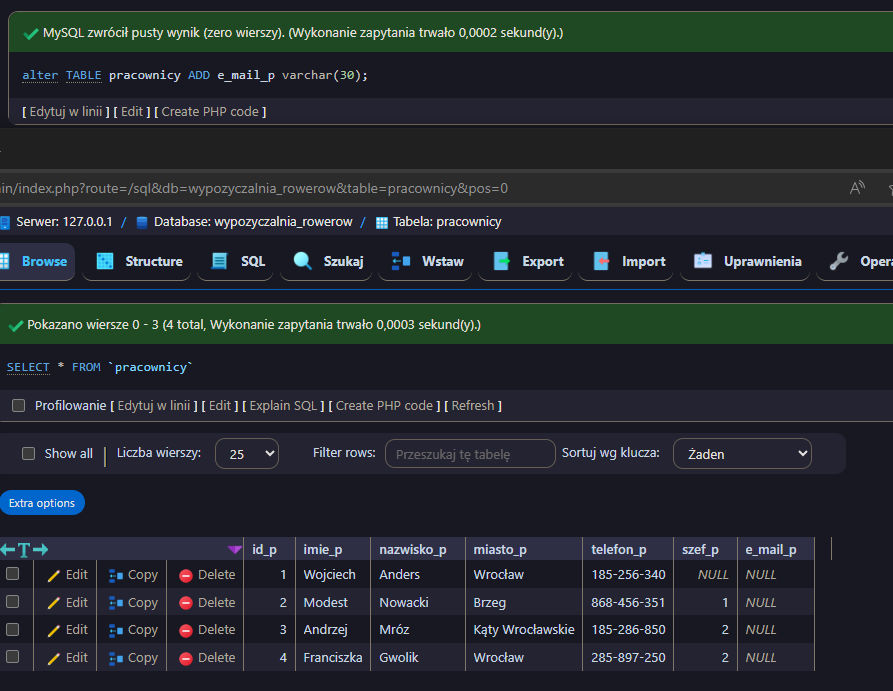 MySQL zwrócił pusty wynik (zero wierszy). (Wykonanie zapytania trwało 0,0002 sekund(y).)
alter TABLE pracownicy ADD e_mail_p varchar(30);
[ Edytuj w linii ] [ Edit ] [ Create PHP code ]
in/index.php?route=/sql&db=wypozyczalnia_rowerow&table=pracownicy&pos=0
Serwer: 127.0.0.1 / Database: wypozyczalnia_rowerow / Tabela: pracownicy
Browse Structure SQL Szukaj Wstaw Export Import Uprawnienia Opera
Pokazano wiersze 0 - 3 (4 total, Wykonanie zapytania trwało 0,0003 sekund(y).)
SELECT * FROM `pracownicy`
Profilowanie [ Edytuj w linii ] [ Edit ] [ Explain SQL ] [ Create PHP code ] [ Refresh ]
Show all Liczba wierszy: 25 Filter rows: Przeszukaj tę tabelę Sortuj wg klucza: Żaden
Extra options
id_p imie_p nazwisko_p miasto_p telefon_p szef_p e_mail_p
Edit Copy Delete 1 Wojciech Anders Wrocław 185-256-340 NULL NULL
Edit Copy Delete 2 Modest Nowacki Brzeg 868-456-351 1 NULL
Edit Copy Delete 3 Andrzej Mróz Kąty Wrocławskie 185-286-850 2 NULL
Edit Copy Delete 4 Franciszka Gwolik Wrocław 285-897-250 2 NULL